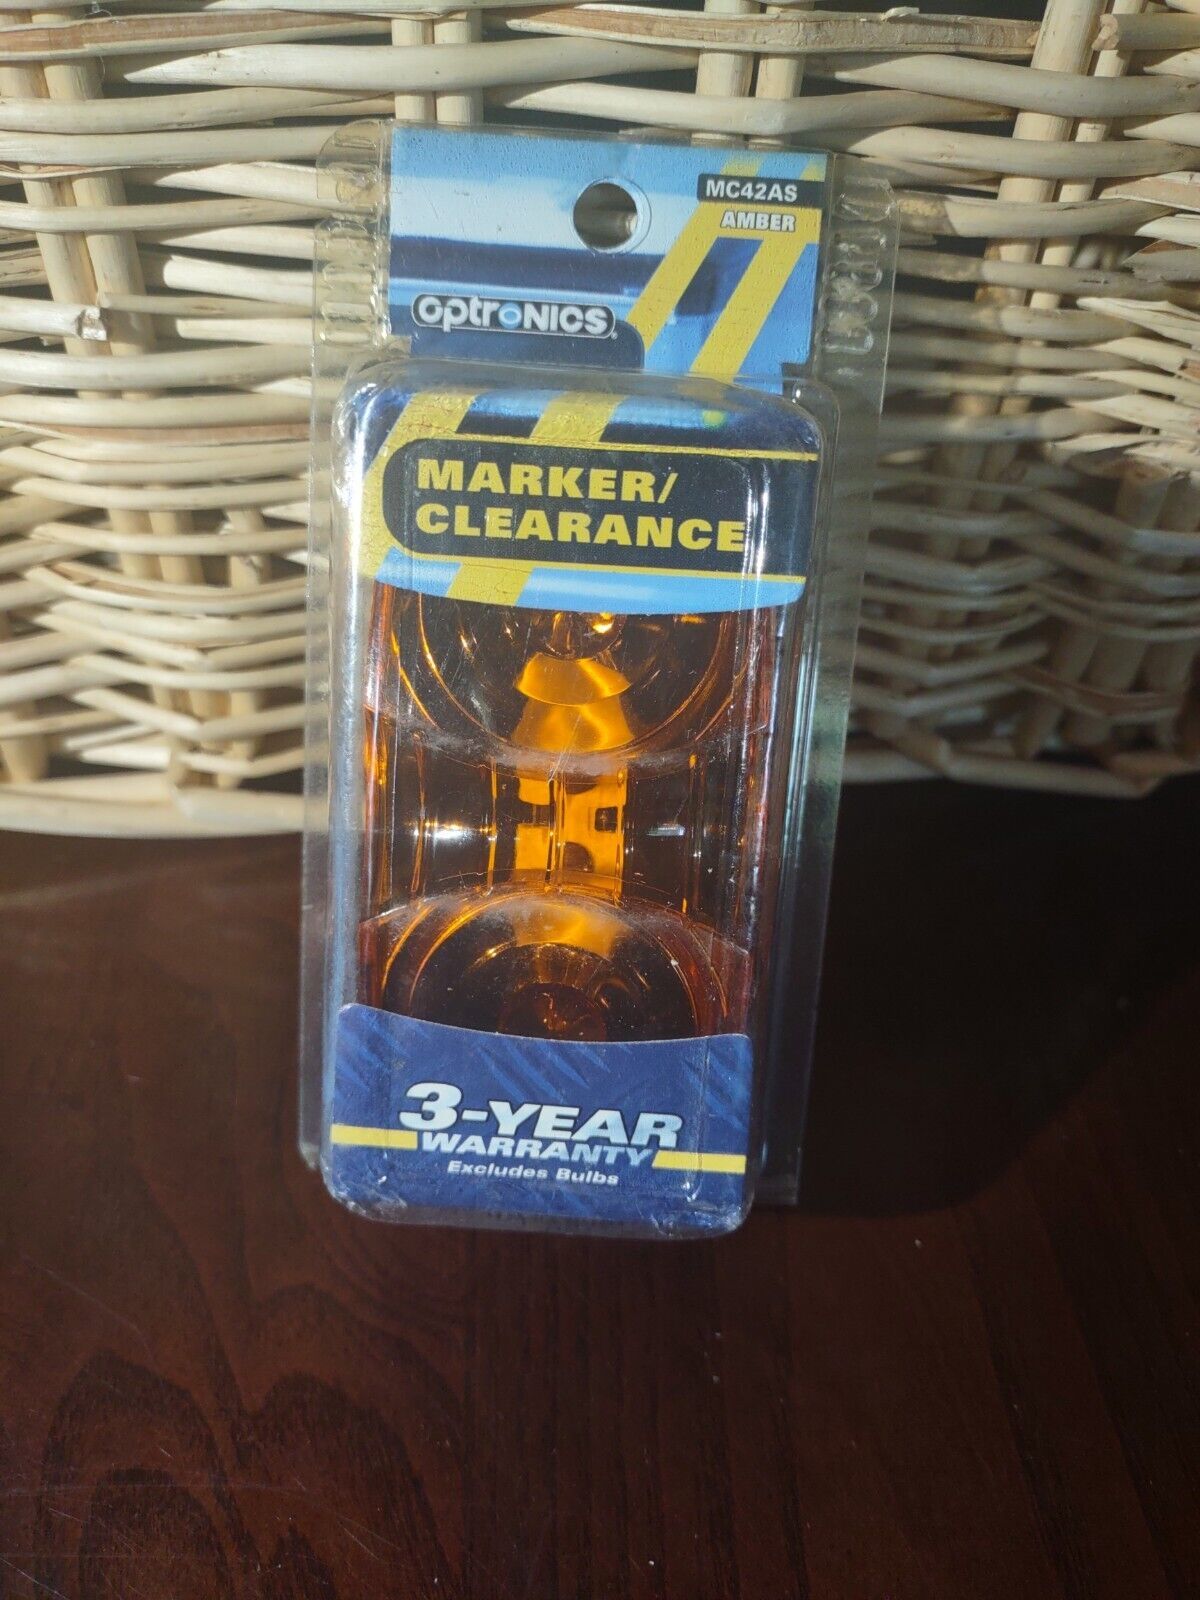 MC42AS
AMBER
optroNICS
MARKER/
CLEARANCE
3-YEAR
WARRANTY
Excludes Bulbs